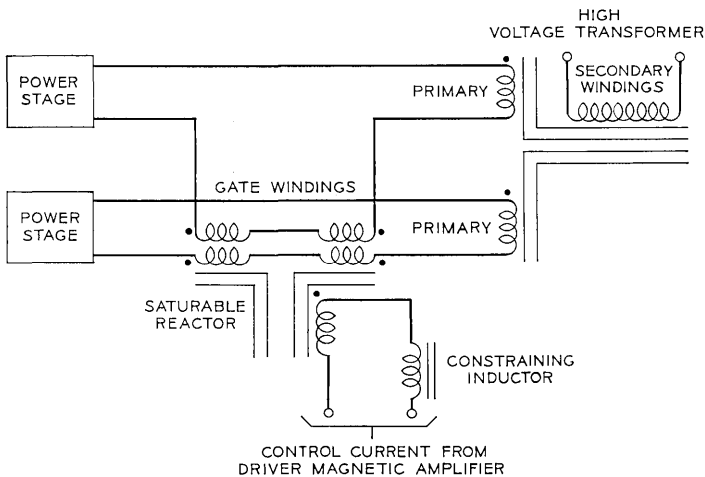 HIGH
VOLTAGE TRANSFORMER
POWER
STAGE
PRIMARY
SECONDARY
WINDINGS
GATE WINDINGS
POWER
STAGE
PRIMARY
SATURABLE
REACTOR
CONSTRAINING
INDUCTOR
CONTROL CURRENT FROM
DRIVER MAGNETIC AMPLIFIER